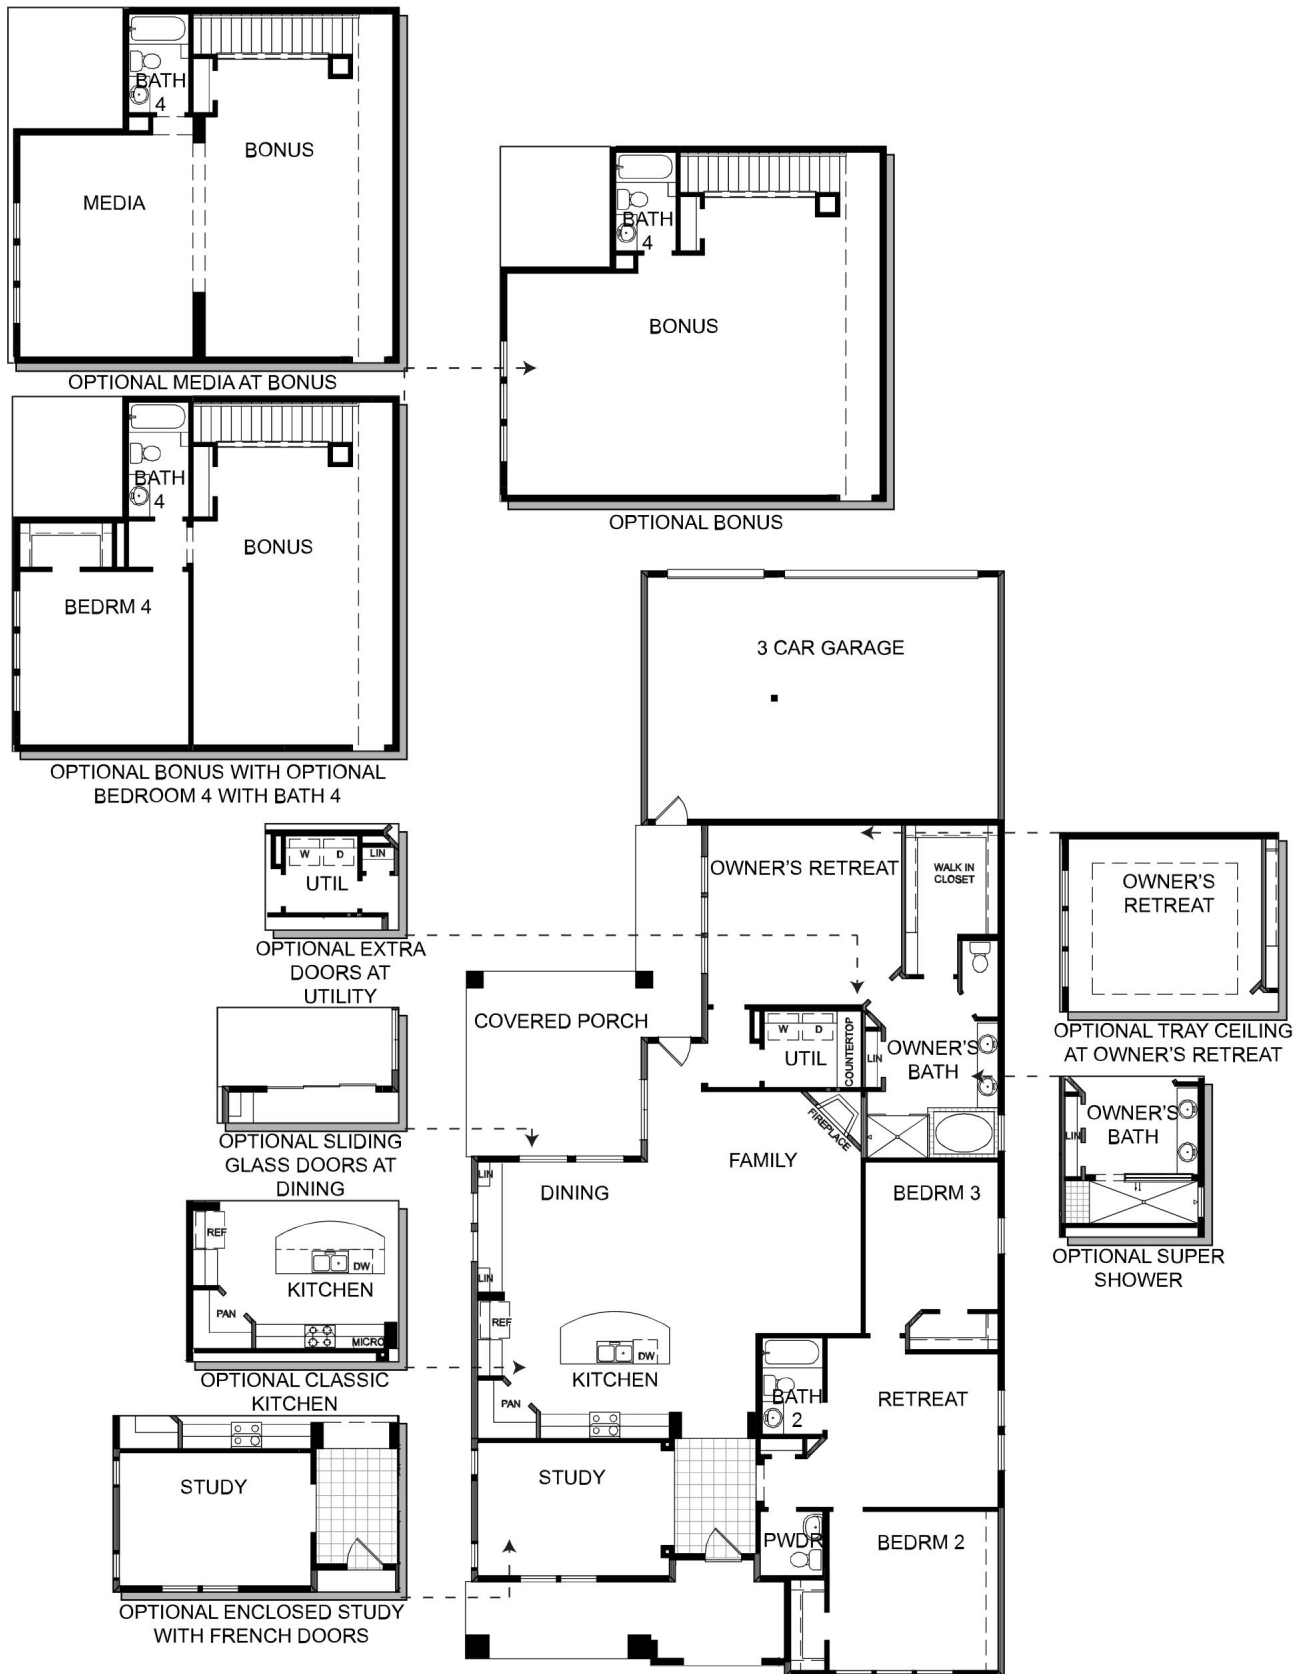 BATH
4
BONUS
MEDIA
OPTIONAL MEDIA AT BONUS
BATH
4
BONUS
OPTIONAL BONUS
BATH
4
BONUS
BEDRM 4
OPTIONAL BONUS WITH OPTIONAL
BEDROOM 4 WITH BATH 4
3 CAR GARAGE
W
D
LIN
UTIL
OPTIONAL EXTRA
DOORS AT
UTILITY
OWNER'S RETREAT
WALK IN
CLOSET
OWNER'S
RETREAT
OPTIONAL TRAY CEILING
AT OWNER'S RETREAT
COVERED PORCH
W
D
UTIL
COUNTERTOP
LIN
OWNER'S
BATH
FIREPLACE
OPTIONAL SLIDING
GLASS DOORS AT
DINING
OWNER'S
BATH
LIN
OPTIONAL SUPER
SHOWER
FAMILY
LIN
DINING
LIN
BEDRM 3
REF
DW
KITCHEN
PAN
MICRO
OPTIONAL CLASSIC
KITCHEN
REF
DW
KITCHEN
PAN
BATH
2
RETREAT
STUDY
OPTIONAL ENCLOSED STUDY
WITH FRENCH DOORS
STUDY
PWDR
BEDRM 2